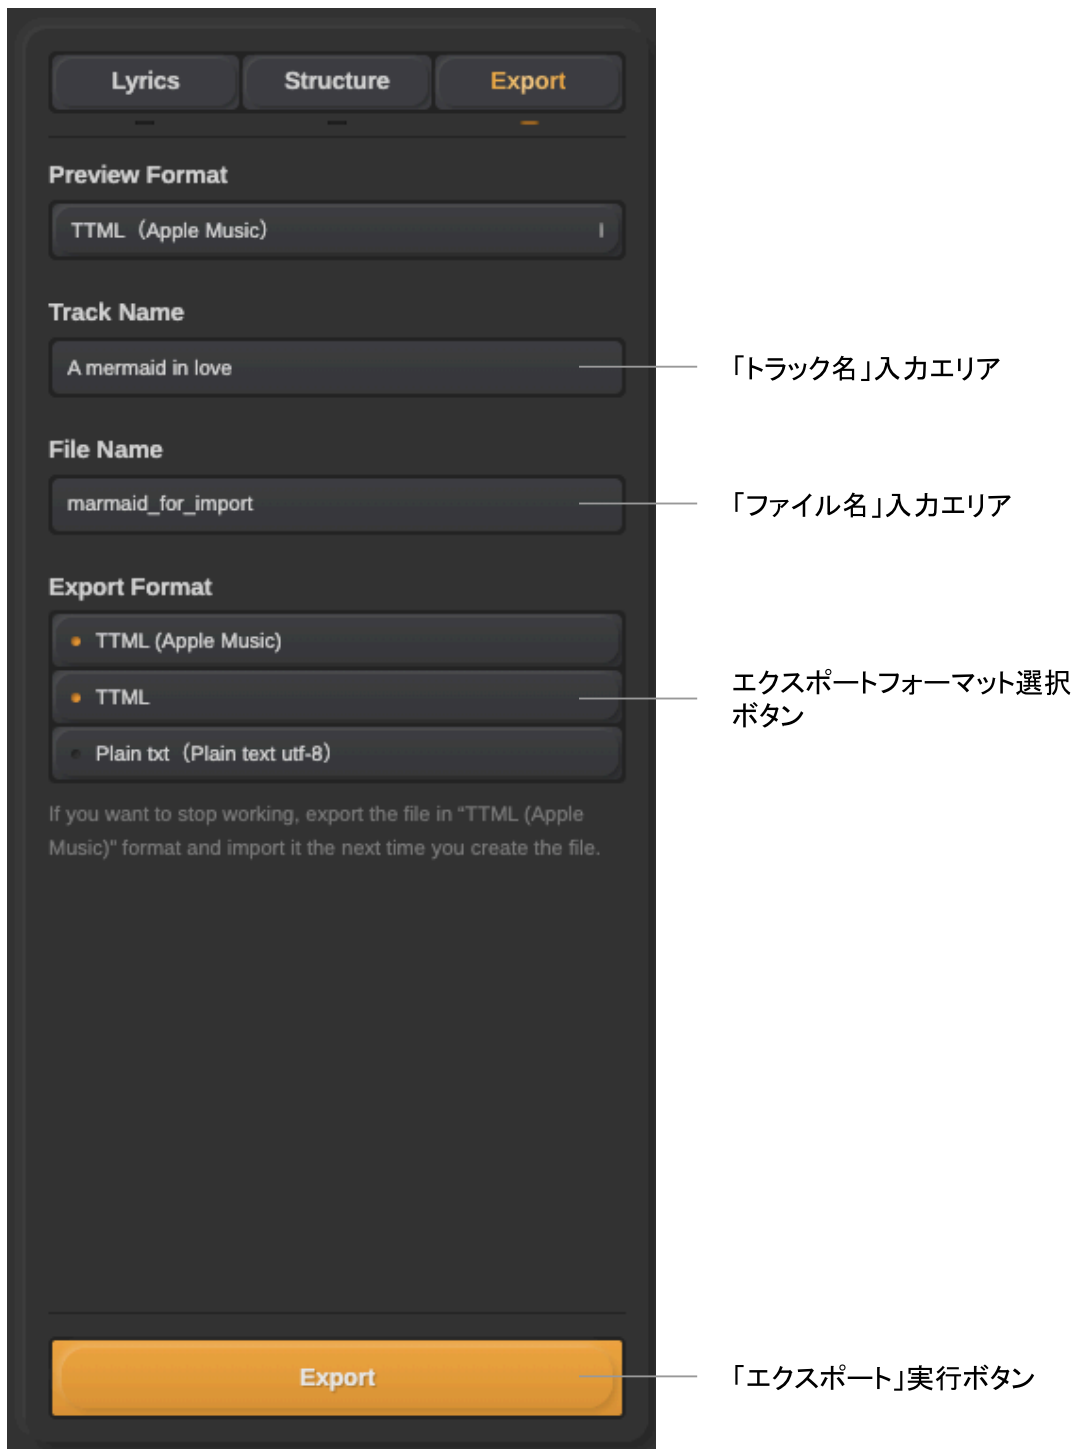 Lyrics Structure Export
Preview Format
TTML（Apple Music）
Track Name
A mermaid in love
「トラック名」入力エリア
File Name
marmaid_for_import
「ファイル名」入力エリア
Export Format
TTML (Apple Music)
TTML
エクスポートフォーマット選択
ボタン
Plain txt（Plain text utf-8）
If you want to stop working, export the file in "TTML (Apple
Music)" format and import it the next time you create the file.
Export
「エクスポート」実行ボタン